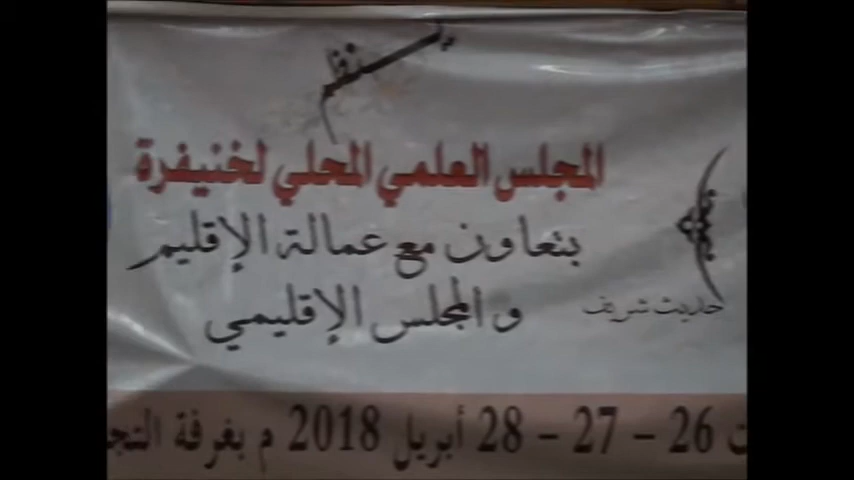 ينظم
المجلس العلمي المحلي لخنيفرة
بتعاون مع عمالة الإقليم
و المجلس الإقليمي
حديث شريف
26 - 27 - 28 أبريل 2018 م بغرفة التج